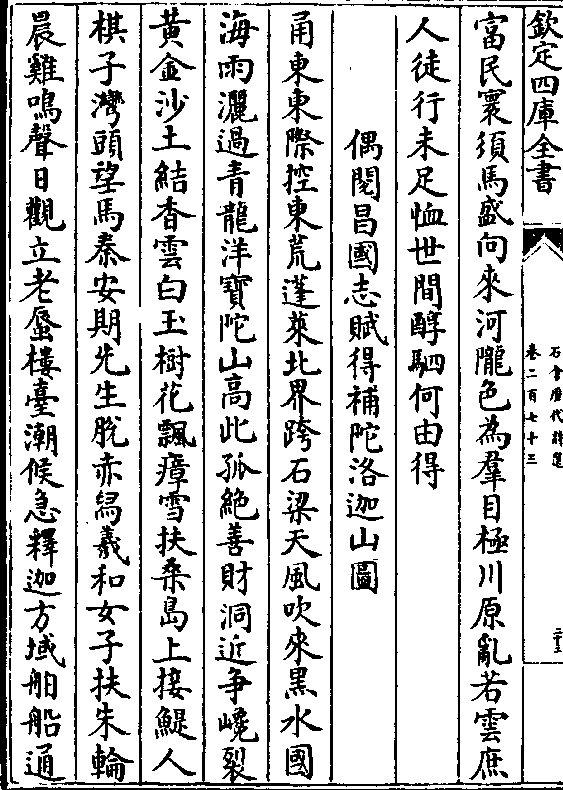 欽定四庫全書
石倉歷代詩選
卷二百七十三
富民寰須馬盛向來河隴色為羣目極川原亂若雲庶
人徒行未足恤世間醇駟何由得
偶閱昌國志賦得補陀洛迦山圖
甬東東際控東荒蓬萊北界跨石梁天風吹來黑水國
海雨灑過青龍洋寶陀山高此孤絶善財洞近爭嶢裂
黃金沙土結香雲白玉樹花飄瘴雪扶桑島上接鯷人
棋子灣頭望馬秦安期先生脫赤舄羲和女子扶朱輪
晨雞鳴聲日觀立老蜃樓臺潮候急釋迦方域舶船通